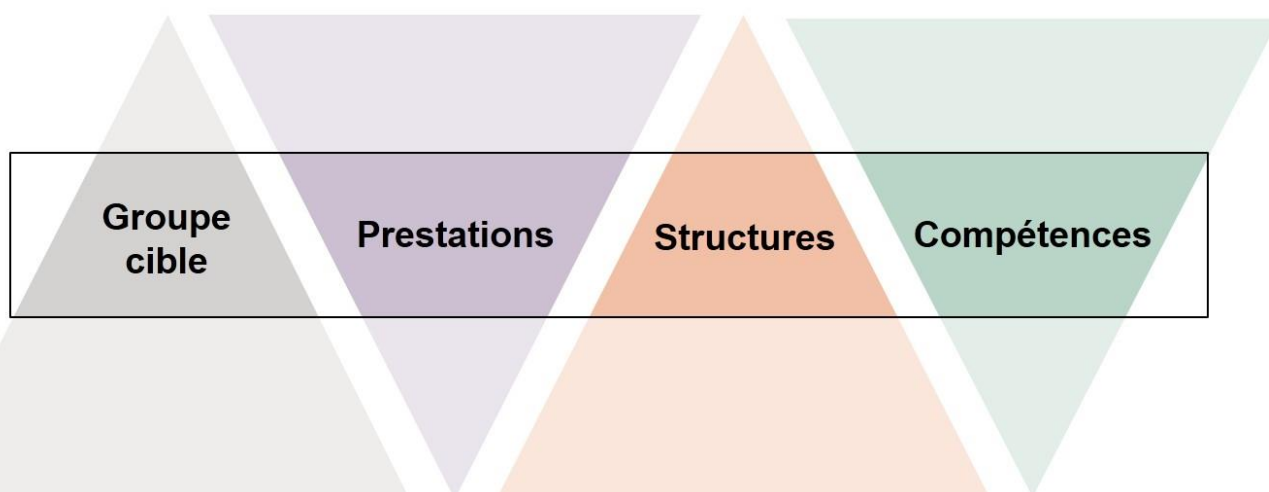 Groupe
cible
Prestations
Structures
Compétences